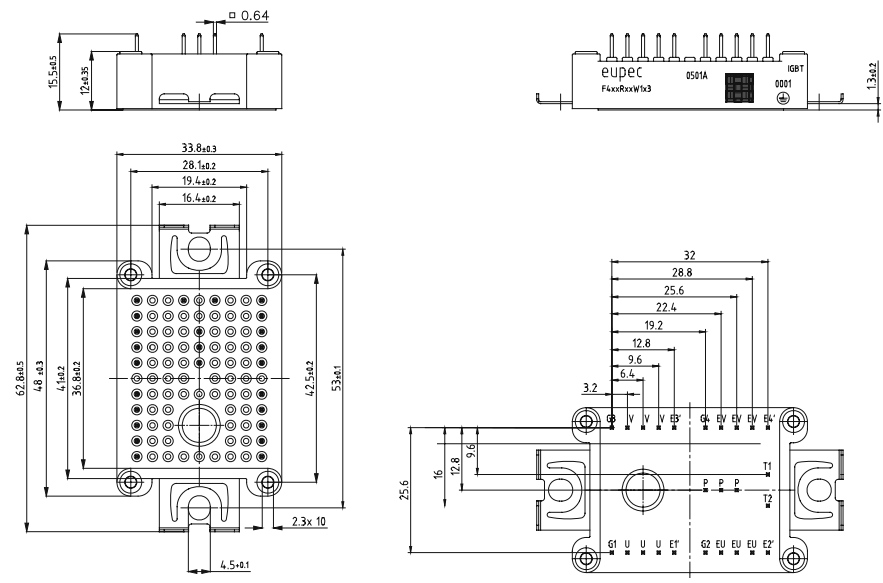 □ 0.64
15.5±0.5
12±0.35
eupec
0501A
IGBT
F4xxRxxW1x3
0001
1.3±0.2
33.8±0.3
28.1±0.2
19.4±0.2
16.4±0.2
62.8±0.5
48 ±0.3
41±0.2
36.8±0.2
42.5±0.2
53±0.1
2.3x 10
4.5+0.1
32
28.8
25.6
22.4
19.2
12.8
9.6
6.4
3.2
G3 V V V E3' G4 EV EV EV E4'
25.6
16
12.8
9.6
T1
P P P
T2
G1 U U U E1' G2 EU EU EU E2'